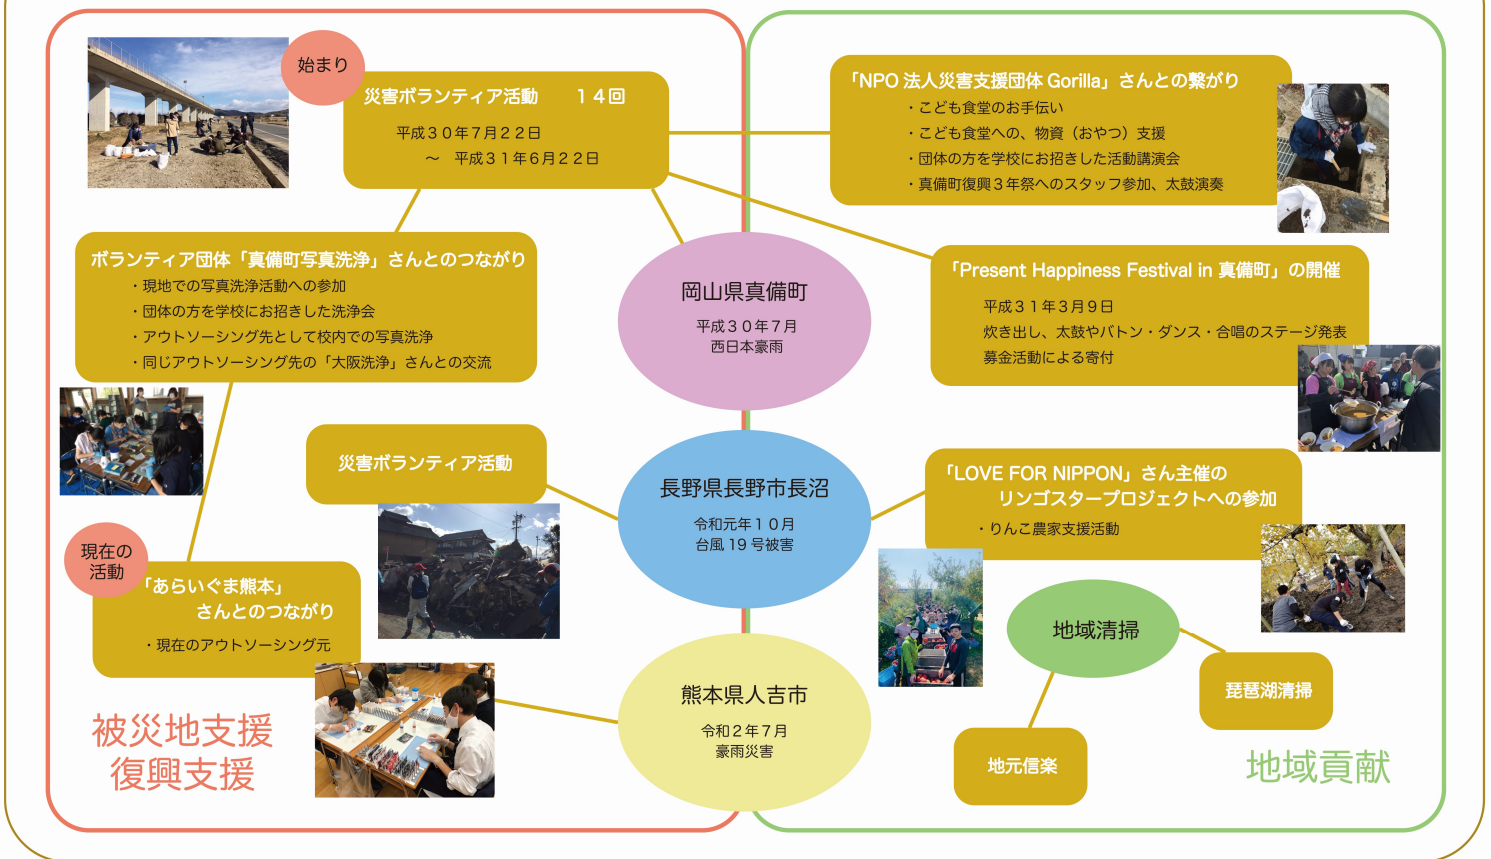 始まり
災害ボランティア活動　　１４回
平成３０年７月２２日
～　平成３１年６月２２日
「NPO 法人災害支援団体 Gorilla」さんとの繋がり
・こども食堂のお手伝い
・こども食堂への、物資（おやつ）支援
・団体の方を学校にお招きした活動講演会
・真備町復興３年祭へのスタッフ参加、太鼓演奏
ボランティア団体「真備町写真洗浄」さんとのつながり
・現地での写真洗浄活動への参加
・団体の方を学校にお招きした洗浄会
・アウトソーシング先として校内での写真洗浄
・同じアウトソーシング先の「大阪洗浄」さんとの交流
岡山県真備町
平成３０年７月
西日本豪雨
「Present Happiness Festival in 真備町」の開催
平成３１年３月９日
炊き出し、太鼓やバトン・ダンス・合唱のステージ発表
募金活動による寄付
災害ボランティア活動
長野県長野市長沼
令和元年１０月
台風 19 号被害
「LOVE FOR NIPPON」さん主催の
リンゴスタープロジェクトへの参加
・りんこ農家支援活動
現在の
活動
「あらいぐま熊本」
さんとのつながり
・現在のアウトソーシング元
地域清掃
琵琶湖清掃
地元信楽
熊本県人吉市
令和２年７月
豪雨災害
被災地支援
復興支援
地域貢献